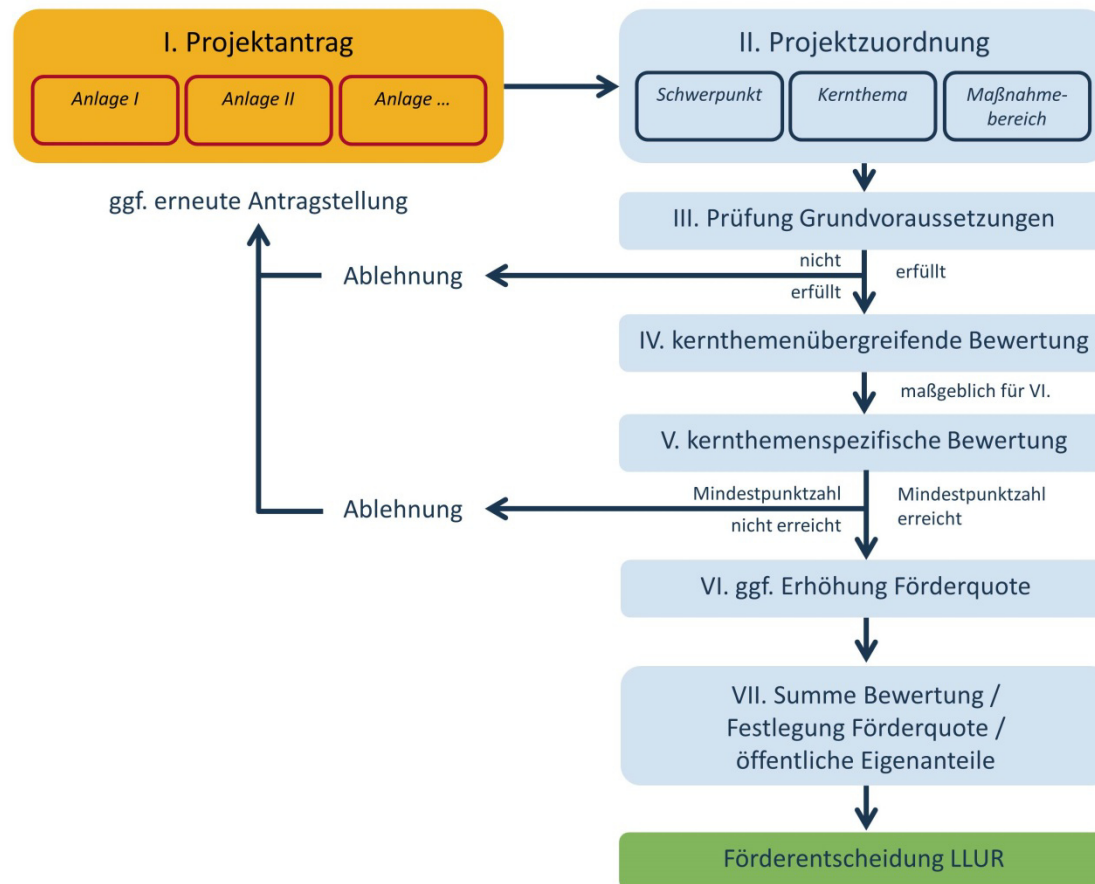 I. Projektantrag
Anlage I
Anlage II
Anlage ...
II. Projektzuordnung
Schwerpunkt
Kernthema
Maßnahme-
bereich
ggf. erneute Antragstellung
III. Prüfung Grundvoraussetzungen
Ablehnung
nicht
erfüllt
erfüllt
IV. kernthemenübergreifende Bewertung
maßgeblich für VI.
V. kernthemenspezifische Bewertung
Ablehnung
Mindestpunktzahl
nicht erreicht
Mindestpunktzahl
erreicht
VI. ggf. Erhöhung Förderquote
VII. Summe Bewertung /
Festlegung Förderquote /
öffentliche Eigenanteile
Förderentscheidung LLUR